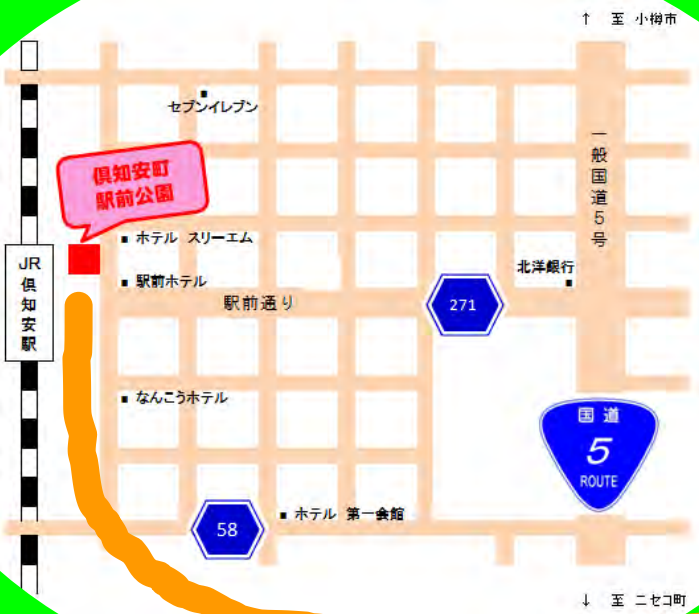 ↑ 至 小樽市
セブンイレブン
一般国道5号
倶知安町
駅前公園
ホテル スリーエム
JR倶知安駅
駅前ホテル
北洋銀行
駅前通り
271
なんこうホテル
国道
5
ROUTE
ホテル 第一会館
58
↓ 至 ニセコ町